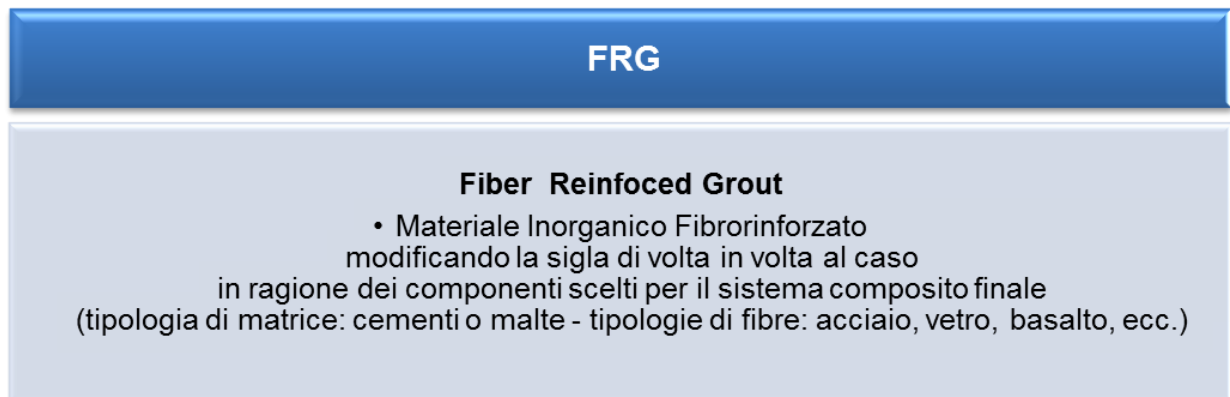 FRG
Fiber Reinfoced Grout
• Materiale Inorganico Fibrorinforzato
modificando la sigla di volta in volta al caso
in ragione dei componenti scelti per il sistema composito finale
(tipologia di matrice: cementi o malte - tipologie di fibre: acciaio, vetro, basalto, ecc.)